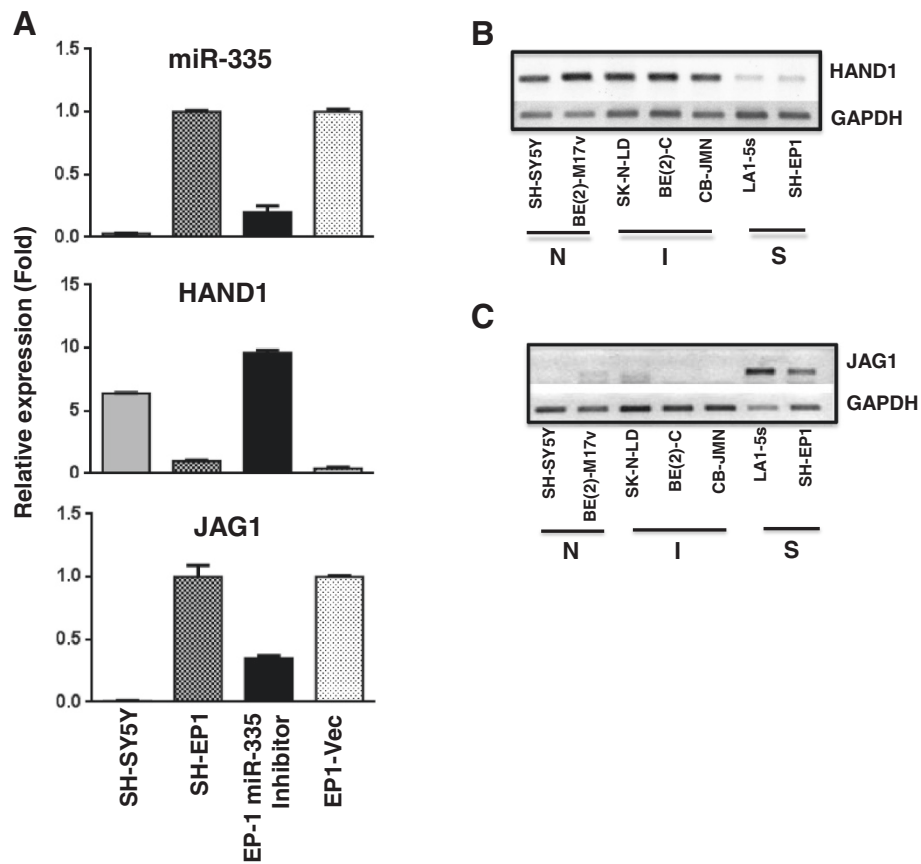 A
Relative expression (Fold)
miR-335
1.5
1.0
0.5
0.0
HAND1
15
10
5
0
JAG1
1.5
1.0
0.5
0.0
SH-SY5Y
SH-EP1
EP-1 miR-335
Inhibitor
EP1-Vec
B
HAND1
GAPDH
SH-SY5Y
BE(2)-M17v
SK-N-LD
BE(2)-C
CB-JMN
LA1-5s
SH-EP1
N
I
S
C
JAG1
GAPDH
SH-SY5Y
BE(2)-M17v
SK-N-LD
BE(2)-C
CB-JMN
LA1-5s
SH-EP1
N
I
S